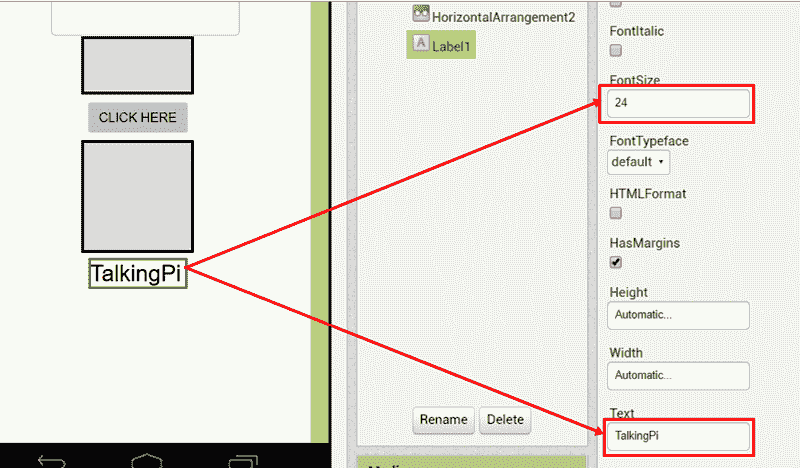 CLICK HERE
TalkingPi
HorizontalArrangement2
A Label1
Rename Delete
FontItalic
FontSize
24
FontTypeface
default
HTMLFormat
HasMargins
Height
Automatic...
Width
Automatic...
Text
TalkingPi